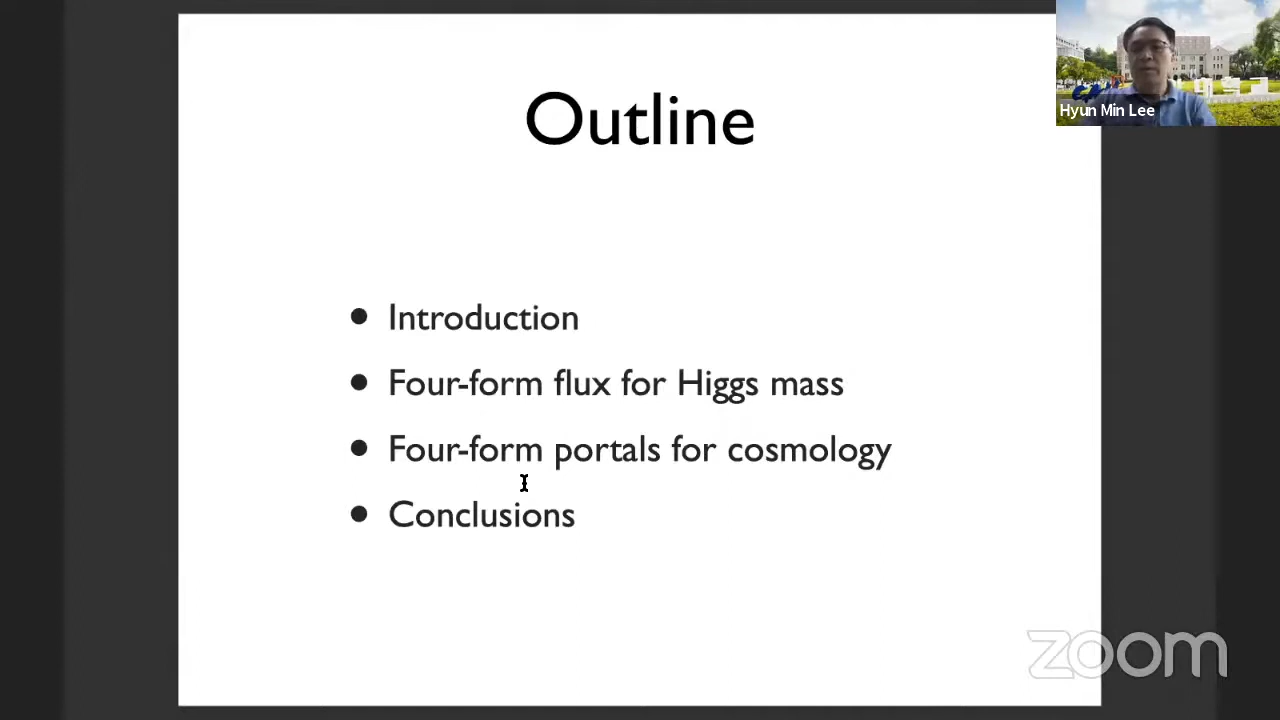 Outline
Hyun Min Lee
• Introduction
• Four-form flux for Higgs mass
• Four-form portals for cosmology
• Conclusions
zoom